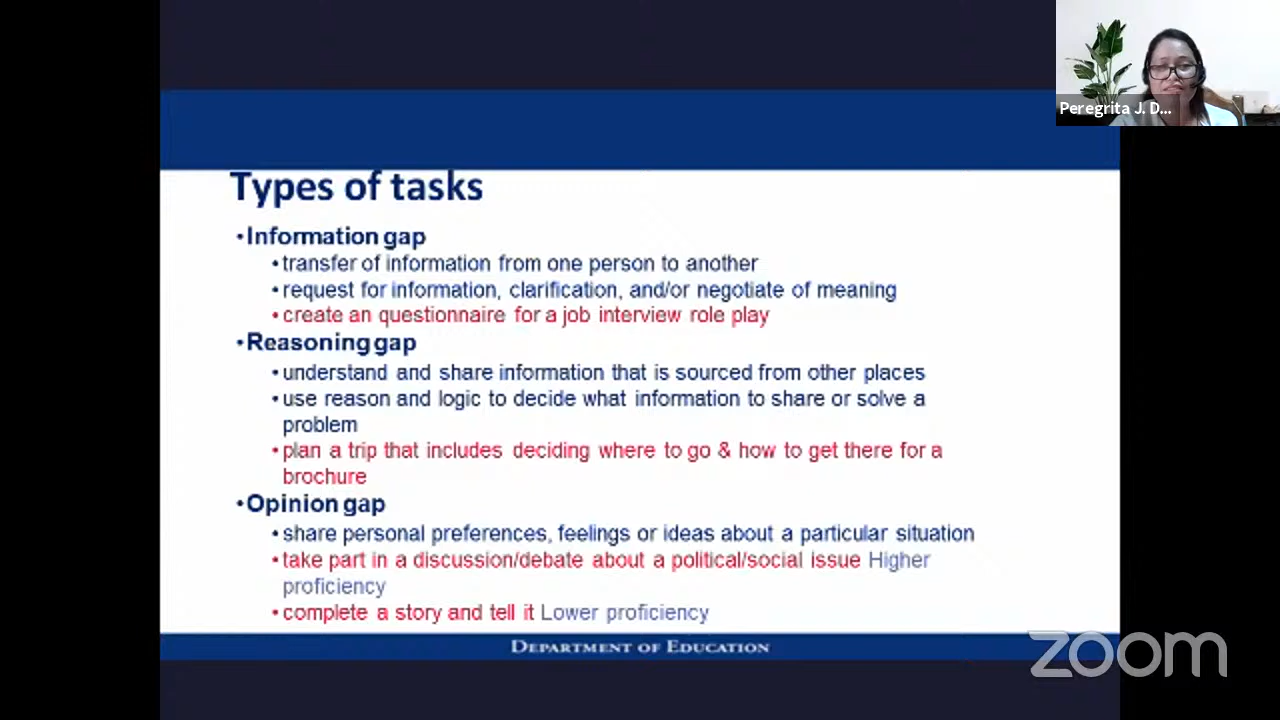 Peregrita J. D...
Types of tasks
•Information gap
•transfer of information from one person to another
•request for information, clarification, and/or negotiate of meaning
•create an questionnaire for a job interview role play
•Reasoning gap
•understand and share information that is sourced from other places
•use reason and logic to decide what information to share or solve a
problem
•plan a trip that includes deciding where to go & how to get there for a
brochure
•Opinion gap
•share personal preferences, feelings or ideas about a particular situation
•take part in a discussion/debate about a political/social issue Higher
proficiency
•complete a story and tell it Lower proficiency
DEPARTMENT OF EDUCATION
zoom